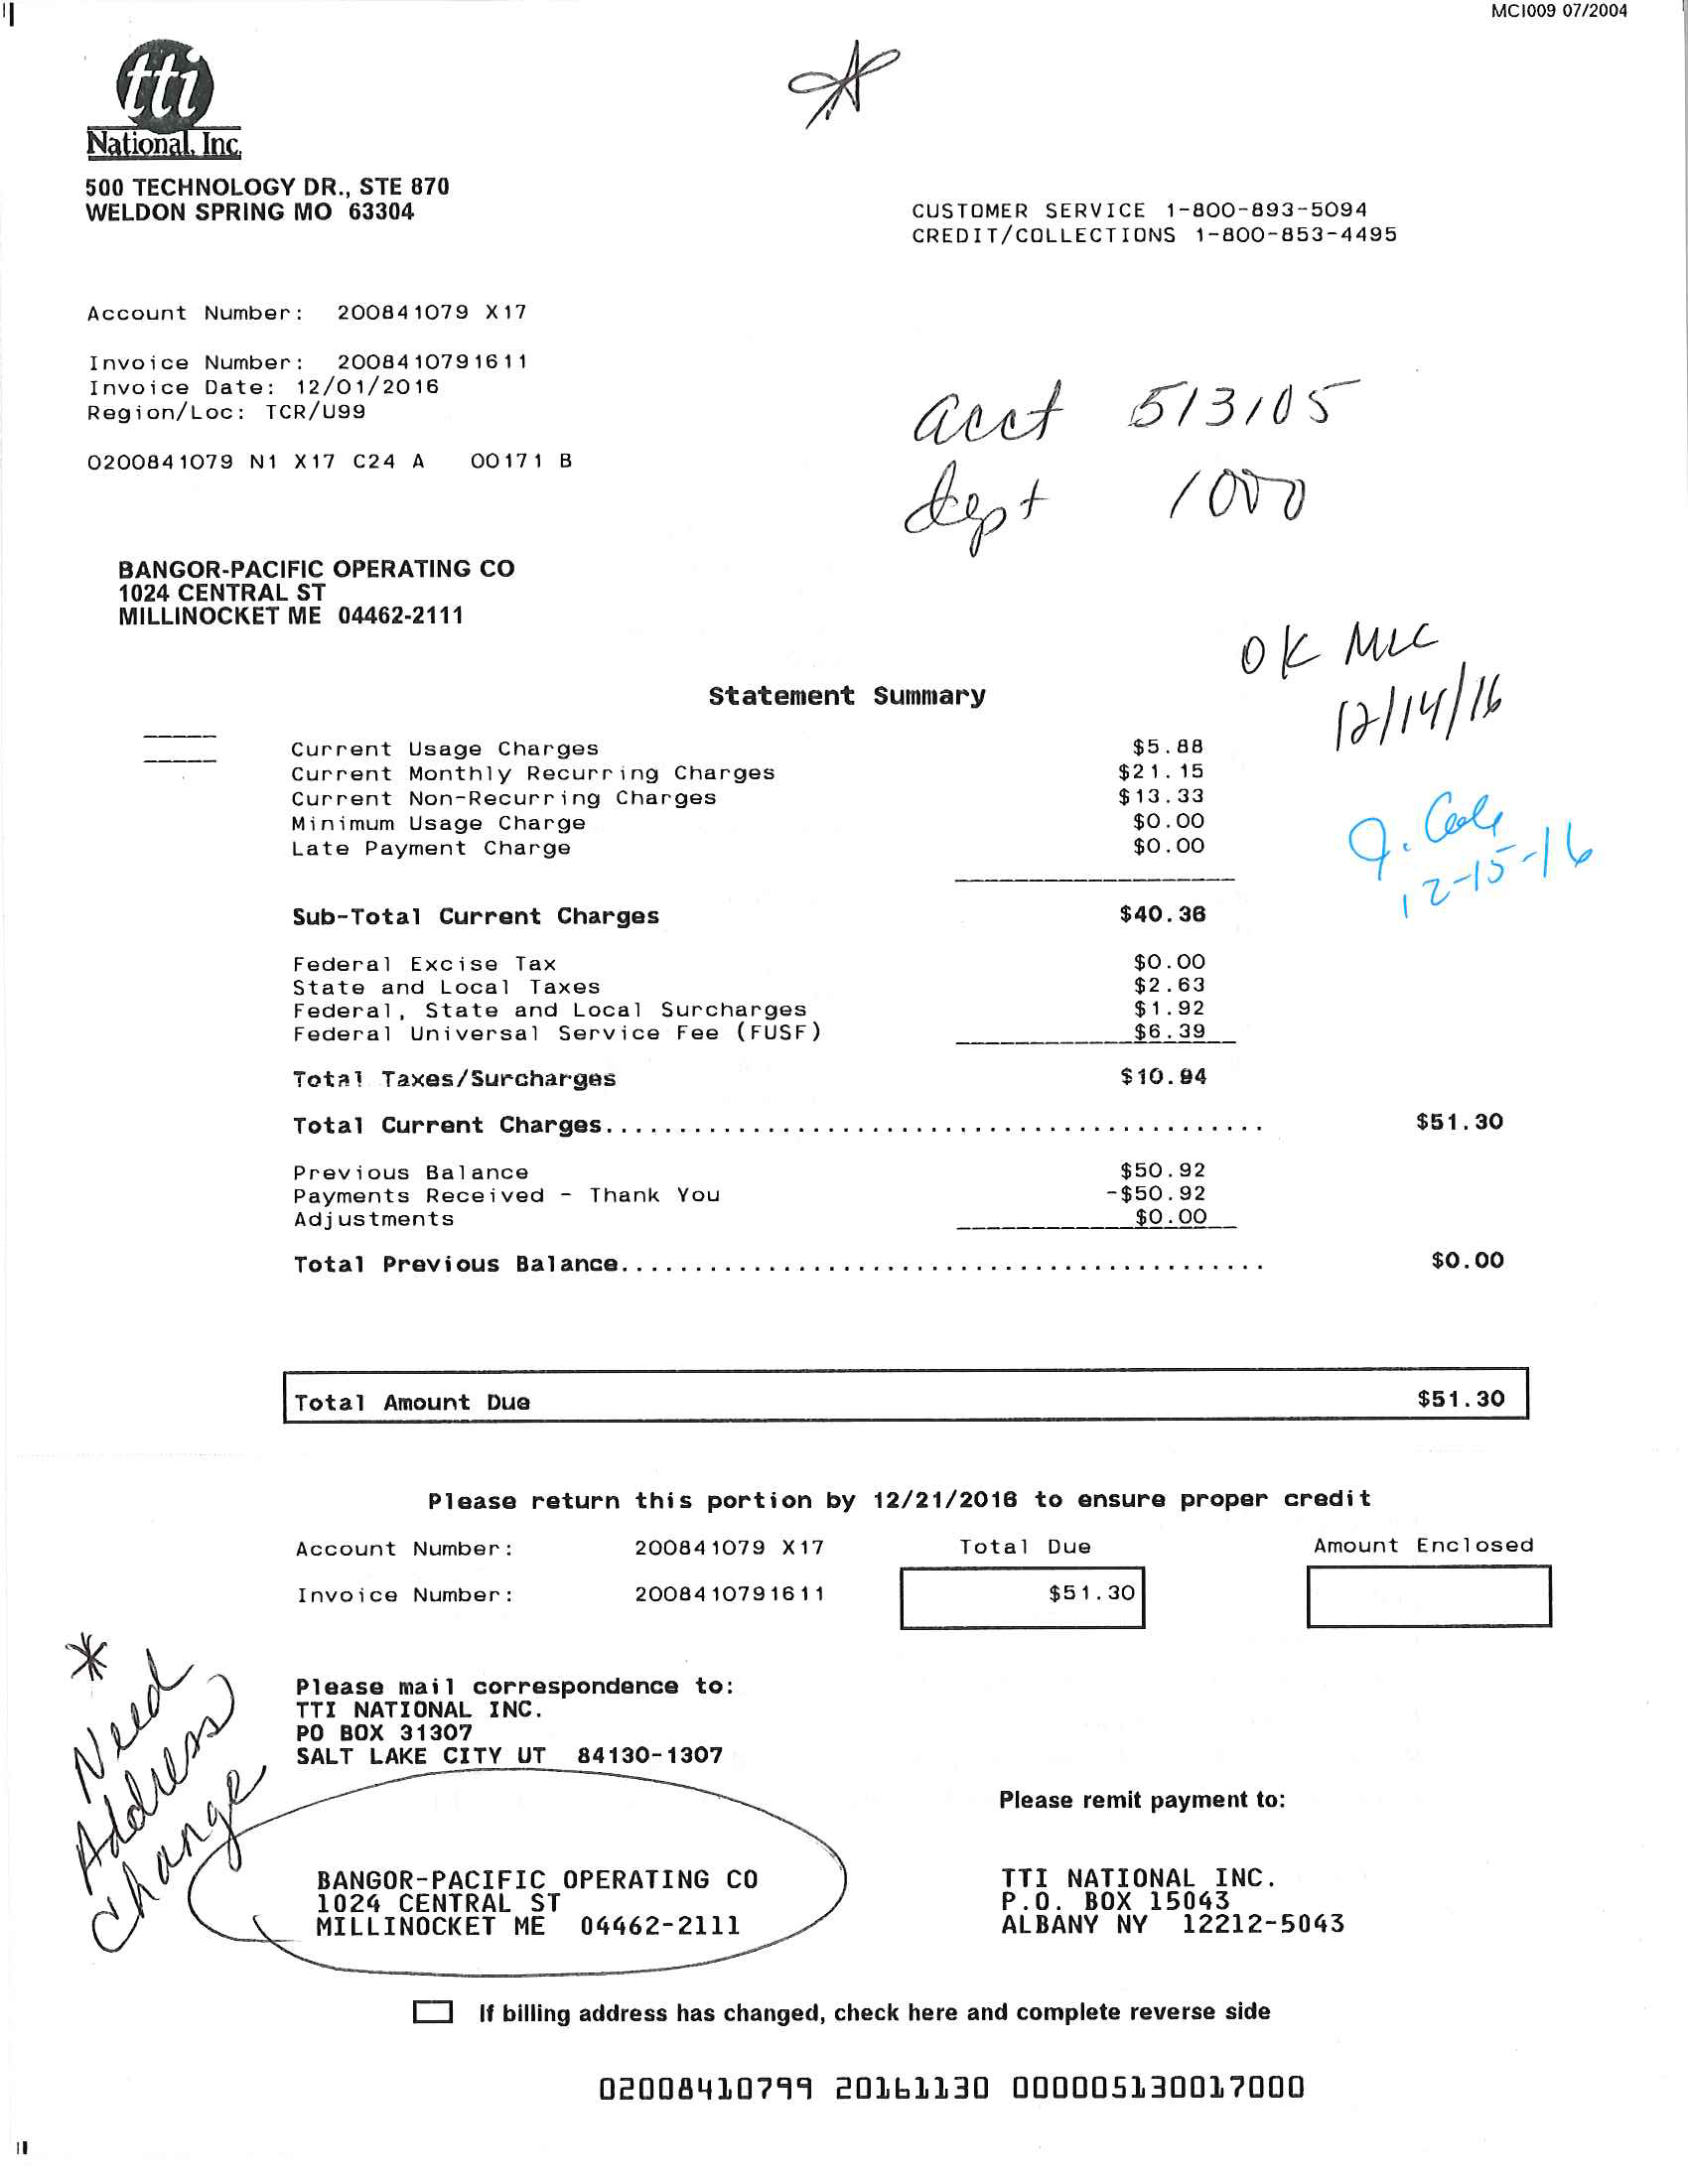 MCI009 07/2004
tti
National, Inc.
500 TECHNOLOGY DR., STE 870
WELDON SPRING MO 63304
CUSTOMER SERVICE 1-800-893-5094
CREDIT/COLLECTIONS 1-800-853-4495
Account Number: 200841079 X17
Invoice Number: 2008410791611
Invoice Date: 12/01/2016
Region/Loc: TCR/U99
0200841079 N1 X17 C24 A 00171 B
acct 513105
dept 1000
BANGOR-PACIFIC OPERATING CO
1024 CENTRAL ST
MILLINOCKET ME 04462-2111
OK MLC
12/14/16
Statement Summary
Current Usage Charges $5.88
Current Monthly Recurring Charges $21.15
Current Non-Recurring Charges $13.33
Minimum Usage Charge $0.00
Late Payment Charge $0.00
J. Cole
12-15-16
Sub-Total Current Charges $40.36
Federal Excise Tax $0.00
State and Local Taxes $2.63
Federal, State and Local Surcharges $1.92
Federal Universal Service Fee (FUSF) $6.39
Total Taxes/Surcharges $10.94
Total Current Charges............................................. $51.30
Previous Balance $50.92
Payments Received - Thank You -$50.92
Adjustments $0.00
Total Previous Balance............................................ $0.00
Total Amount Due $51.30
Please return this portion by 12/21/2016 to ensure proper credit
Account Number: 200841079 X17 Total Due Amount Enclosed
Invoice Number: 2008410791611 $51.30
* Need
Address
Change
Please mail correspondence to:
TTI NATIONAL INC.
PO BOX 31307
SALT LAKE CITY UT 84130-1307
Please remit payment to:
BANGOR-PACIFIC OPERATING CO
1024 CENTRAL ST
MILLINOCKET ME 04462-2111
TTI NATIONAL INC.
P.O. BOX 15043
ALBANY NY 12212-5043
If billing address has changed, check here and complete reverse side
02008410799 20161130 000005130017000